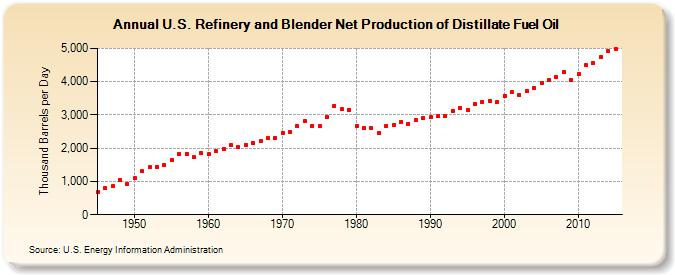 Annual U.S. Refinery and Blender Net Production of Distillate Fuel Oil
Thousand Barrels per Day
5,000
4,000
3,000
2,000
1,000
0
1950 1960 1970 1980 1990 2000 2010
Source: U.S. Energy Information Administration